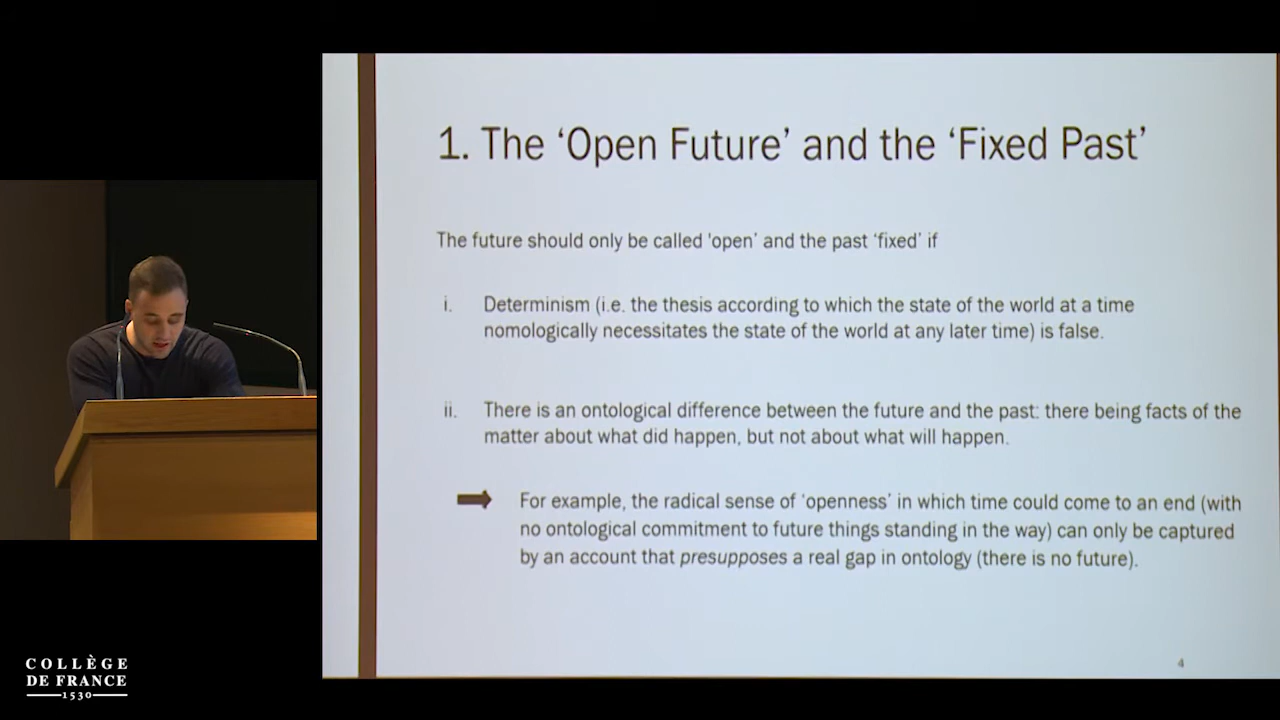 1. The ‘Open Future’ and the ‘Fixed Past’
The future should only be called 'open’ and the past ‘fixed’ if
i. Determinism (i.e. the thesis according to which the state of the world at a time
nomologically necessitates the state of the world at any later time) is false.
ii. There is an ontological difference between the future and the past: there being facts of the
matter about what did happen, but not about what will happen.
For example, the radical sense of ‘openness’ in which time could come to an end (with
no ontological commitment to future things standing in the way) can only be captured
by an account that presupposes a real gap in ontology (there is no future).
4
COLLÈGE
DE FRANCE
1530